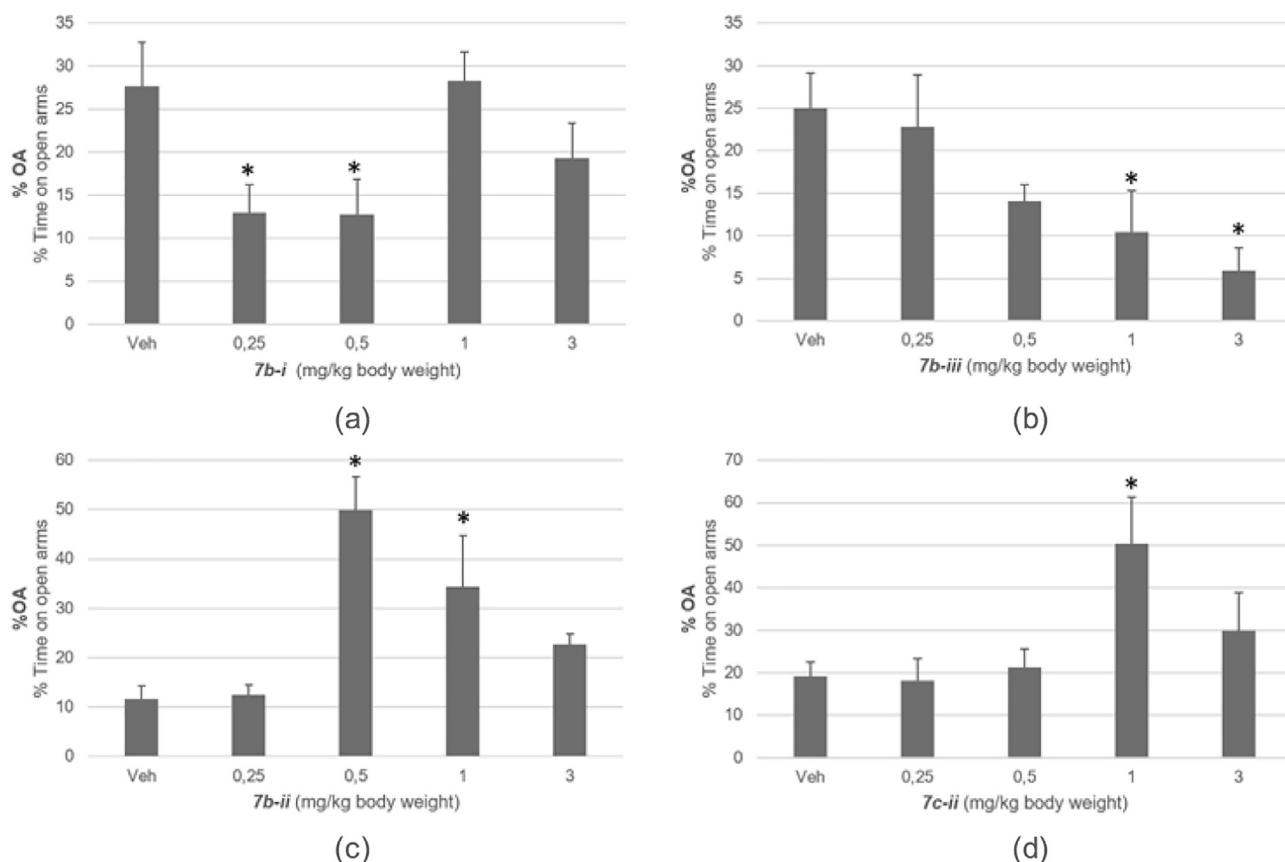 35
30
25
20
15
10
5
0
% OA
% Time on open arms
*
*
Veh 0,25 0,5 1 3
7b-i (mg/kg body weight)
(a)
35
30
25
20
15
10
5
0
%OA
% Time on open arms
*
*
Veh 0,25 0,5 1 3
7b-iii (mg/kg body weight)
(b)
60
50
40
30
20
10
0
%OA
% Time on open arms
*
*
Veh 0,25 0,5 1 3
7b-ii (mg/kg body weight)
(c)
70
60
50
40
30
20
10
0
% OA
% Time on open arms
*
Veh 0,25 0,5 1 3
7c-ii (mg/kg body weight)
(d)